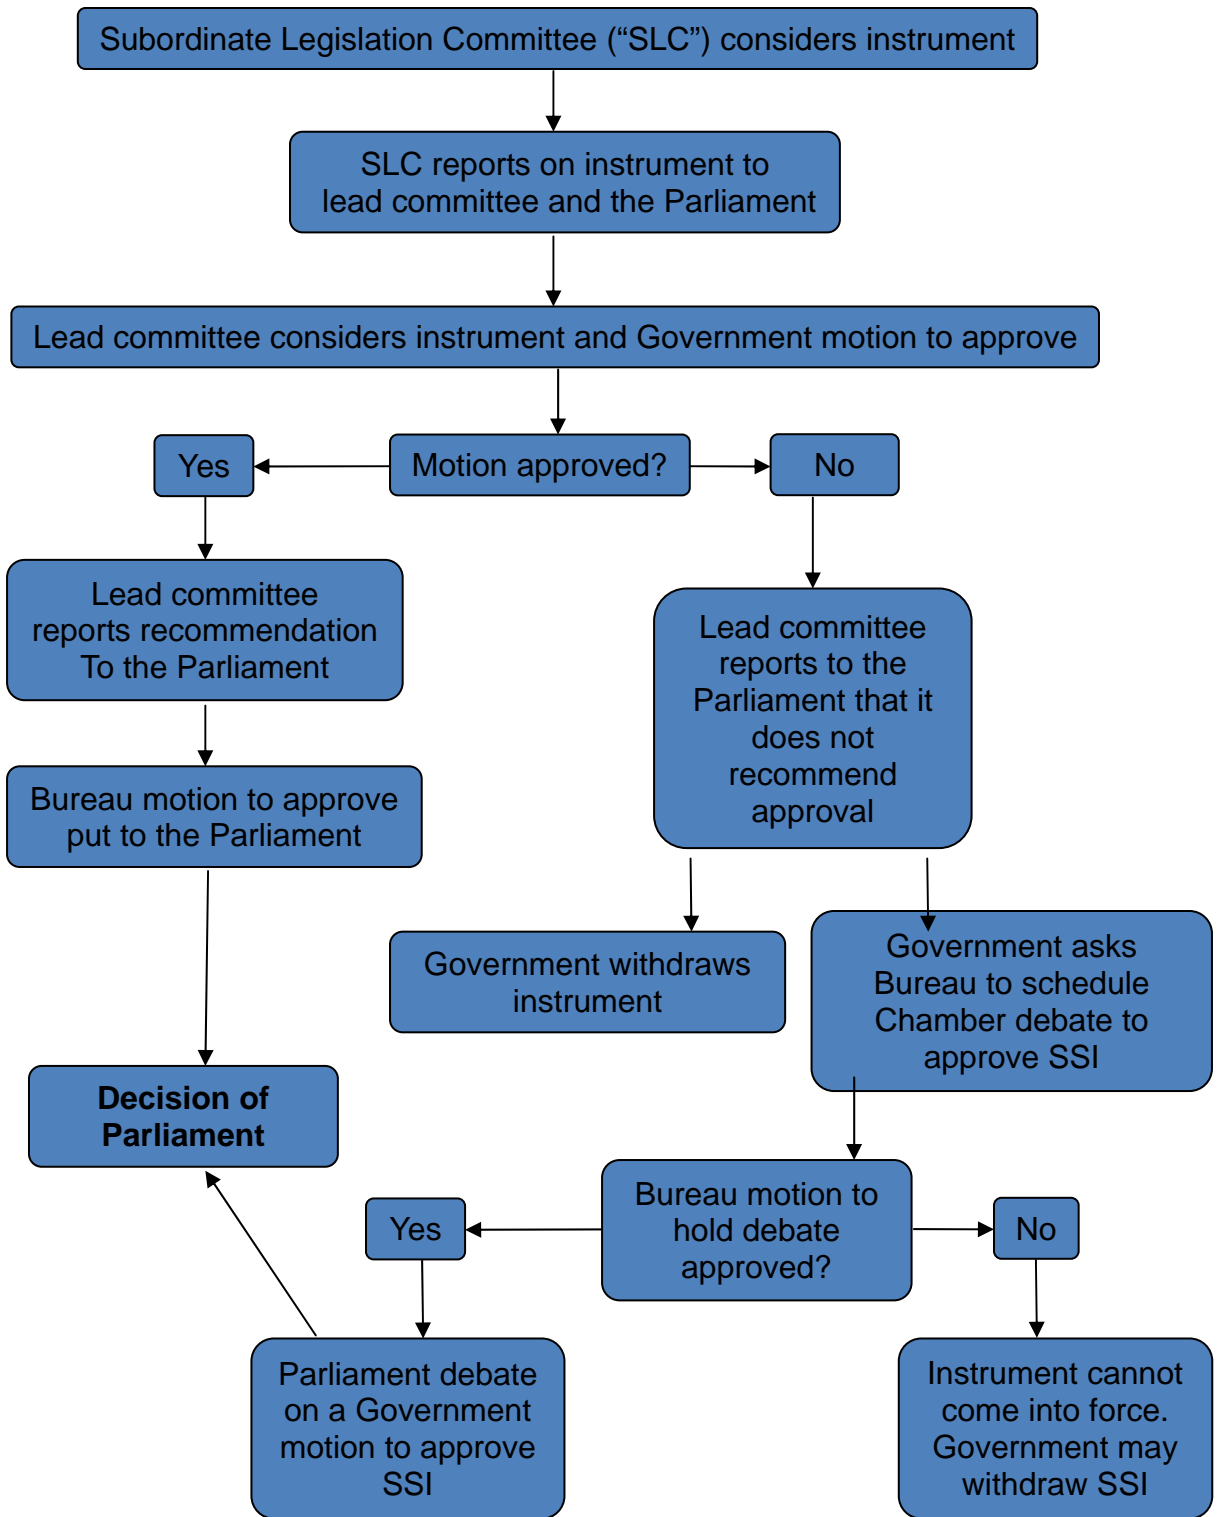 Subordinate Legislation Committee (“SLC”) considers instrument
SLC reports on instrument to
lead committee and the Parliament
Lead committee considers instrument and Government motion to approve
Yes
Motion approved?
No
Lead committee
reports recommendation
To the Parliament
Lead committee
reports to the
Parliament that it
does not
recommend
approval
Bureau motion to approve
put to the Parliament
Government withdraws
instrument
Government asks
Bureau to schedule
Chamber debate to
approve SSI
Decision of
Parliament
Bureau motion to
hold debate
approved?
Yes
No
Parliament debate
on a Government
motion to approve
SSI
Instrument cannot
come into force.
Government may
withdraw SSI